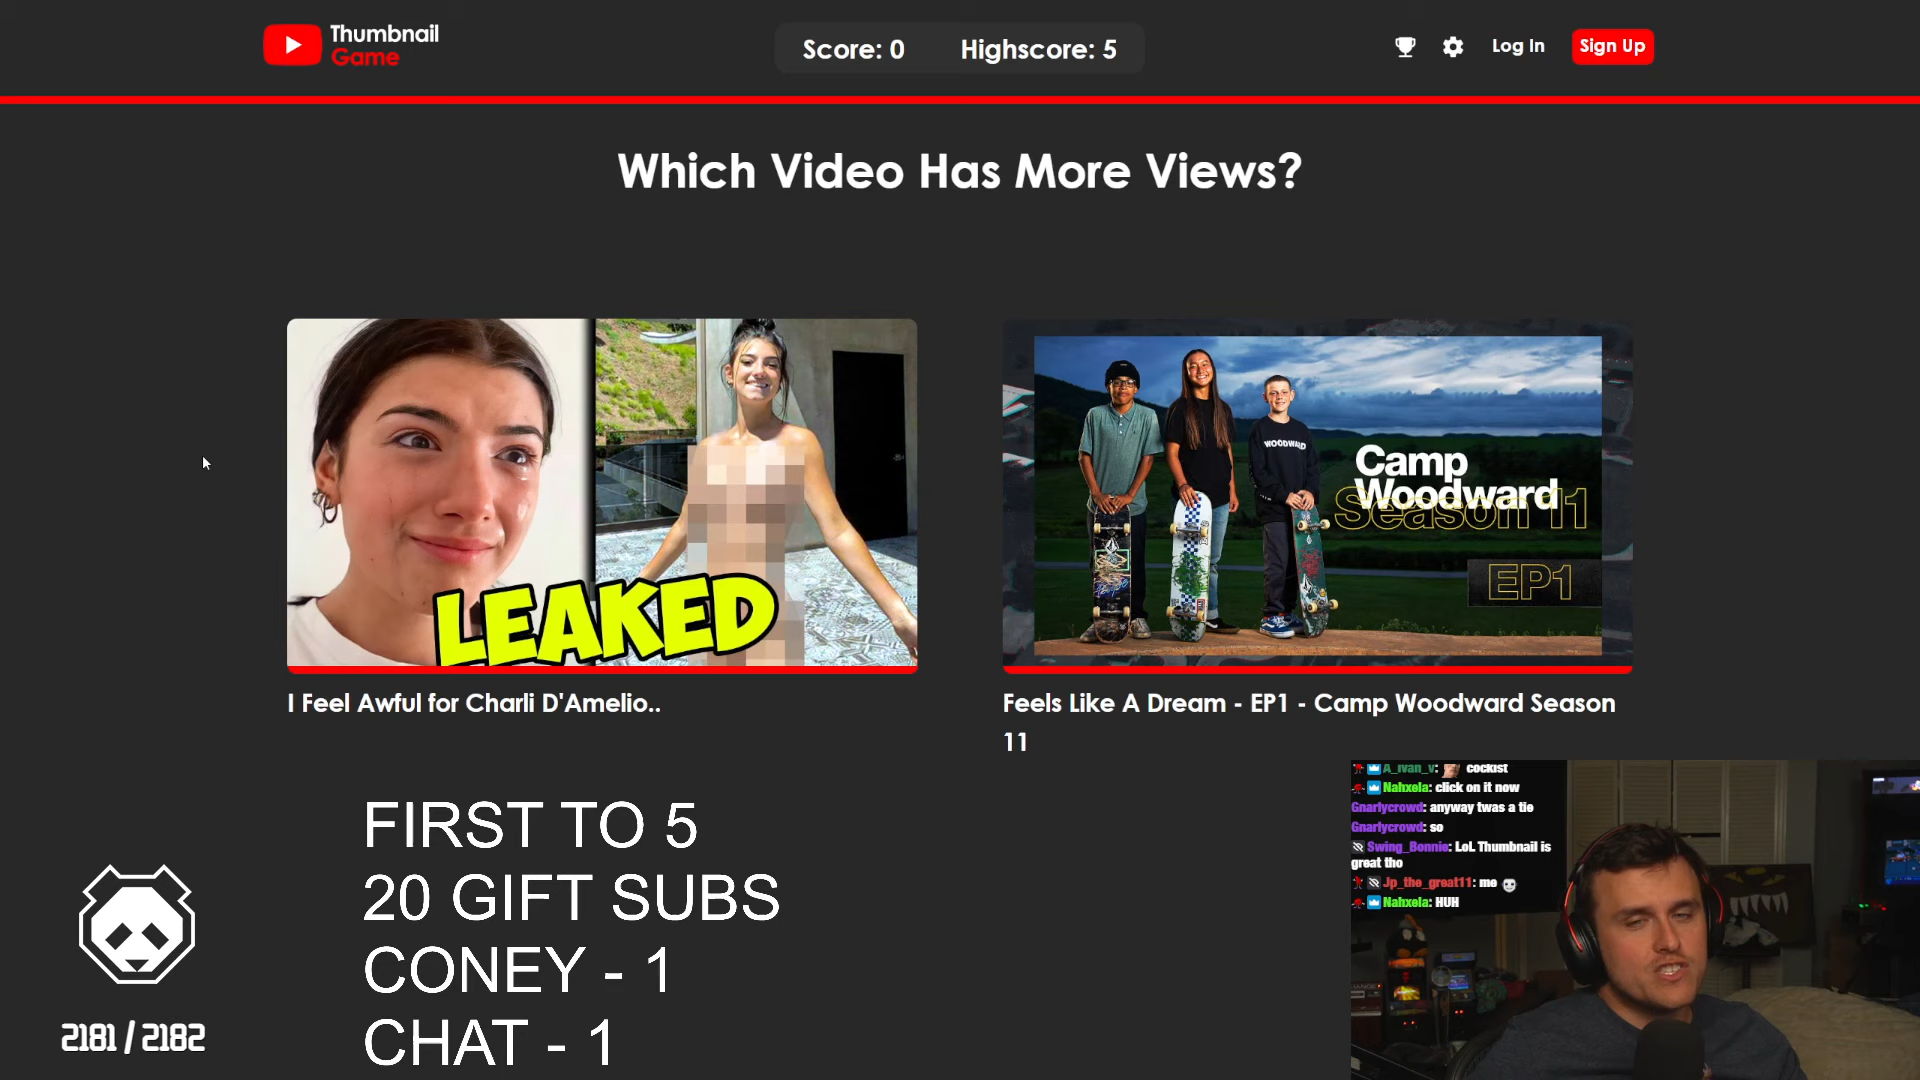 Thumbnail
Game
Score: 0
Highscore: 5
Log In
Sign Up
Which Video Has More Views?
LEAKED
I Feel Awful for Charli D'Amelio..
WOODWARD
Camp
Woodward
Season 11
EP1
Feels Like A Dream - EP1 - Camp Woodward Season
11
FIRST TO 5
20 GIFT SUBS
CONEY - 1
CHAT - 1
2181 / 2182
A_ivan_v: cockist
Nahxela: click on it now
Gnarlycrowd: anyway twas a tie
Gnarlycrowd: so
Swing_Bonnie: LoL Thumbnail is
great tho
Jp_the_great11: me
Nahxela: HUH